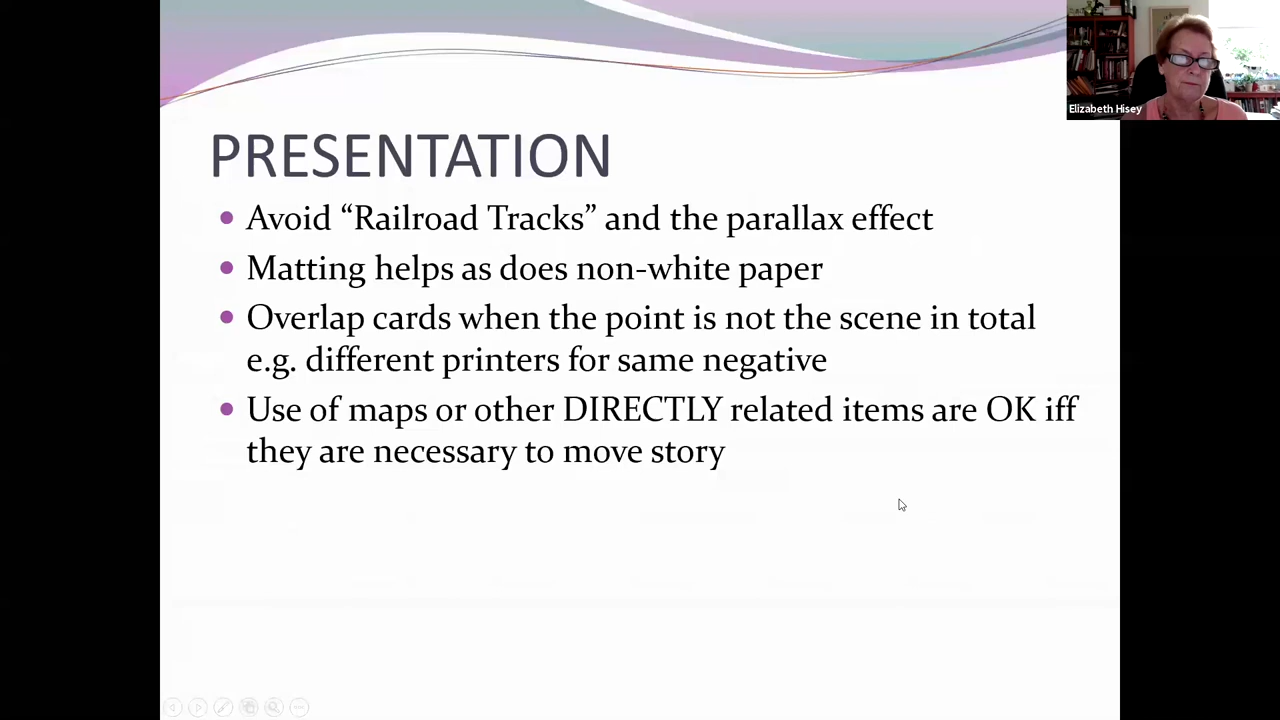 Elizabeth Hisey
PRESENTATION
Avoid “Railroad Tracks” and the parallax effect
Matting helps as does non-white paper
Overlap cards when the point is not the scene in total
e.g. different printers for same negative
Use of maps or other DIRECTLY related items are OK iff
they are necessary to move story